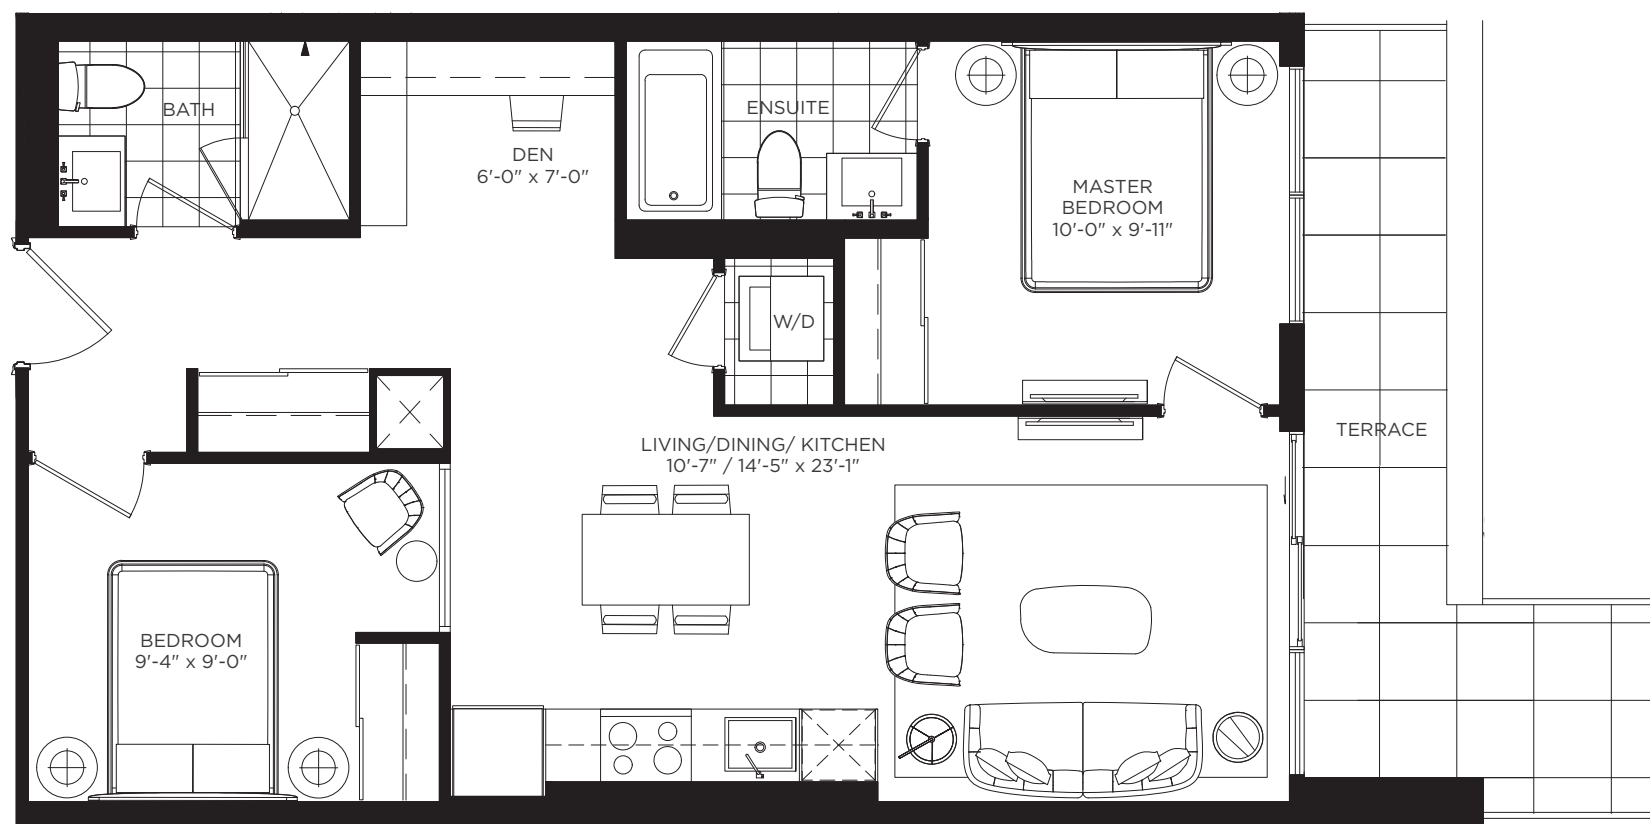 BATH
ENSUITE
DEN
6'-0" x 7'-0"
MASTER
BEDROOM
10'-0" x 9'-11"
W/D
LIVING/DINING/ KITCHEN
10'-7" / 14'-5" x 23'-1"
TERRACE
BEDROOM
9'-4" x 9'-0"